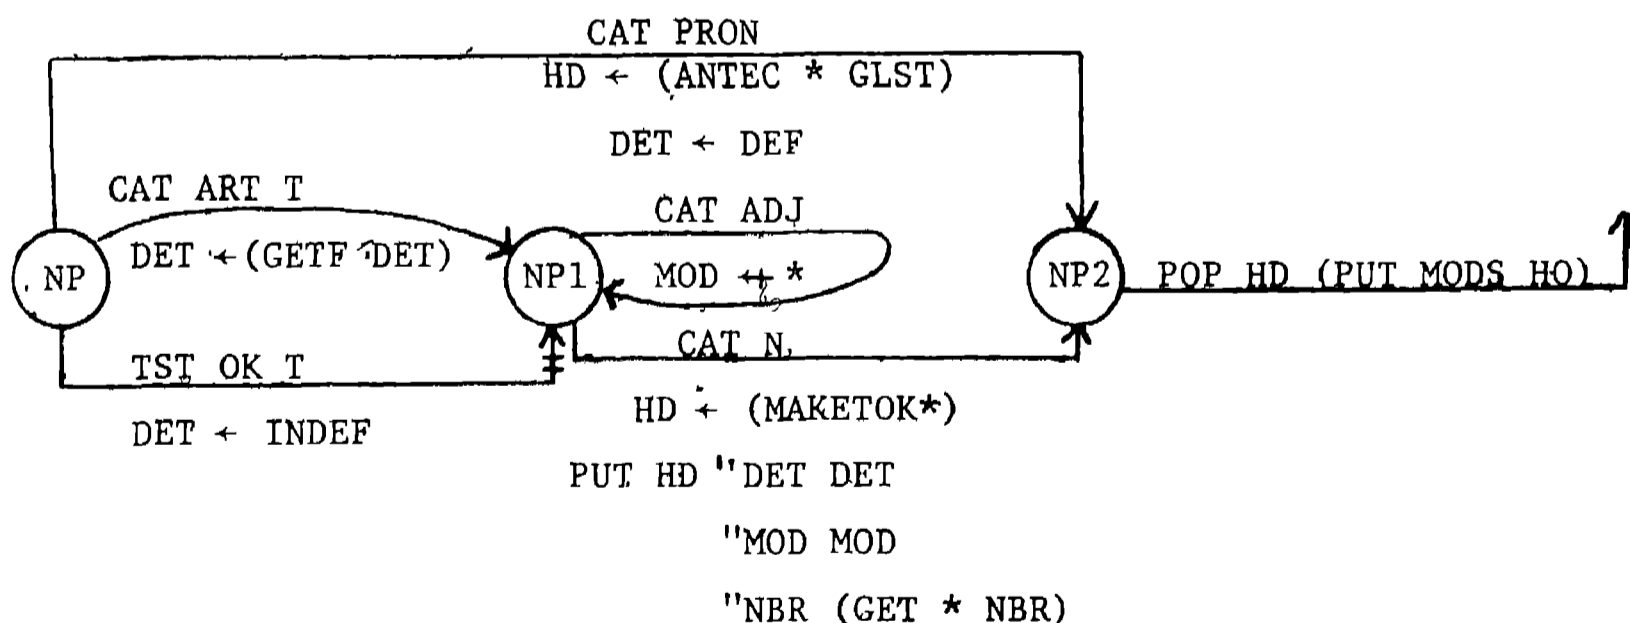 CAT PRON
HD ← (ANTEC * GLST)
DET ← DEF
CAT ART T
CAT ADJ
DET ← (GETF DET)
NP
NP1
MOD ← *
NP2
POP HD (PUT MODS HO)
TST OK T
CAT N
HD ← (MAKETOK*)
DET ← INDEF
PUT HD "DET DET
"MOD MOD
"NBR (GET * NBR)